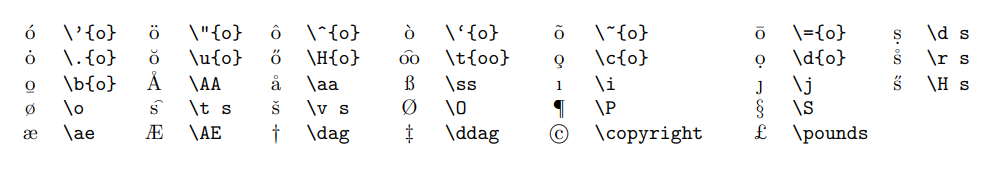 ó \'{o} ö \"{o} ô \^{o} ò \`{o} õ \~{o} ō \={o} ṣ \d s
ȯ \.{o} ŏ \u{o} ő \H{o} o͡o \t{oo} o̧ \c{o} ọ \d{o} s̊ \r s
o̲ \b{o} Å \AA å \aa ß \ss ı \i ȷ \j s̋ \H s
ø \o s͡ \t s š \v s Ø \O ¶ \P § \S
æ \ae Æ \AE † \dag ‡ \ddag © \copyright £ \pounds